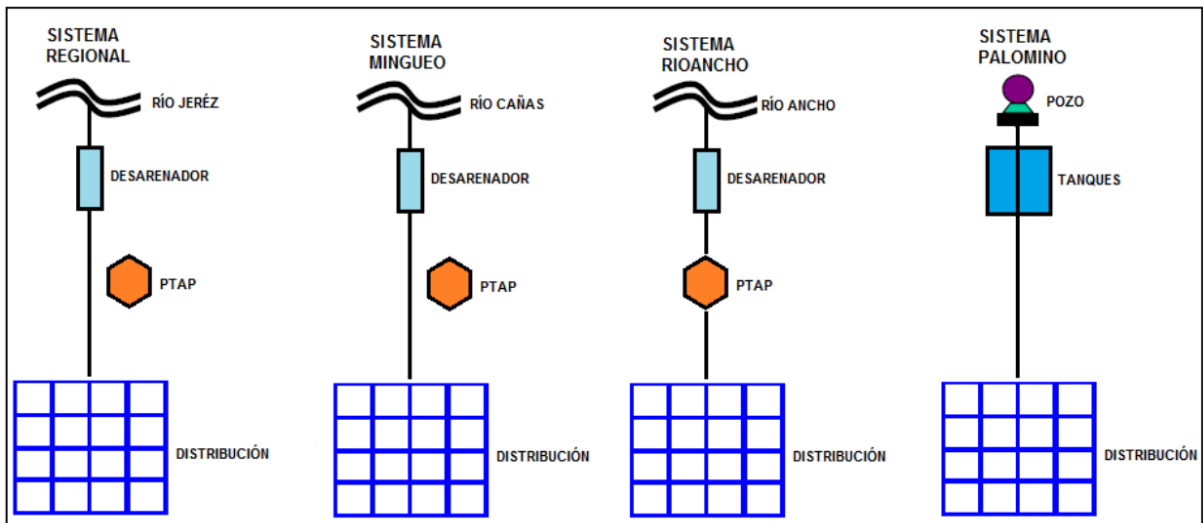 SISTEMA
REGIONAL
RÍO JERÉZ
DESARENADOR
PTAP
DISTRIBUCIÓN
SISTEMA
MINGUEO
RÍO CAÑAS
DESARENADOR
PTAP
DISTRIBUCIÓN
SISTEMA
RIOANCHO
RÍO ANCHO
DESARENADOR
PTAP
DISTRIBUCIÓN
SISTEMA
PALOMINO
POZO
TANQUES
DISTRIBUCIÓN